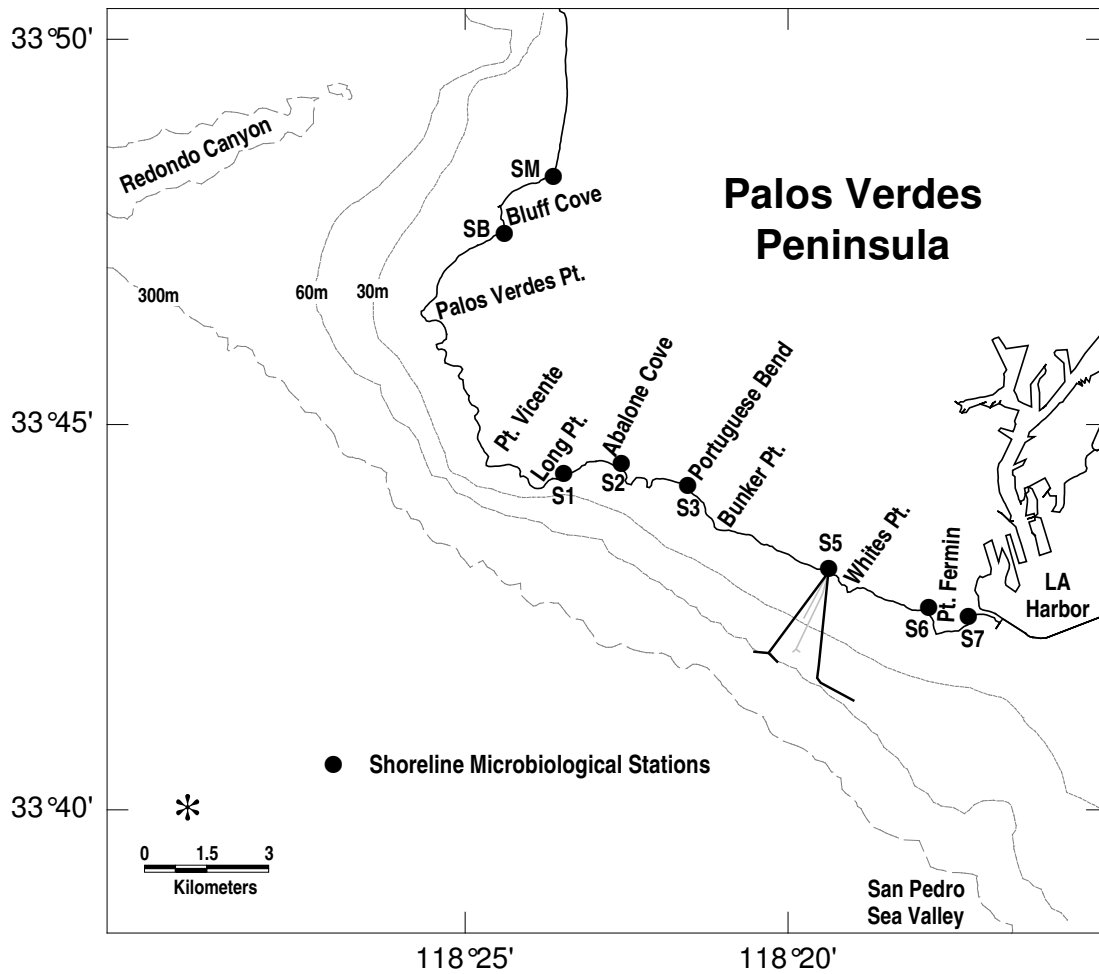 33°50'
Redondo Canyon
SM
Palos Verdes
Peninsula
Bluff Cove
SB
Palos Verdes Pt.
300m
60m
30m
33°45'
Pt. Vicente
Long Pt.
Abalone Cove
Portuguese Bend
Bunker Pt.
S1
S2
S3
S5
Whites Pt.
Pt. Fermin
LA
Harbor
S6
S7
Shoreline Microbiological Stations
33°40'
*
0 1.5 3
Kilometers
San Pedro
Sea Valley
118°25'
118°20'